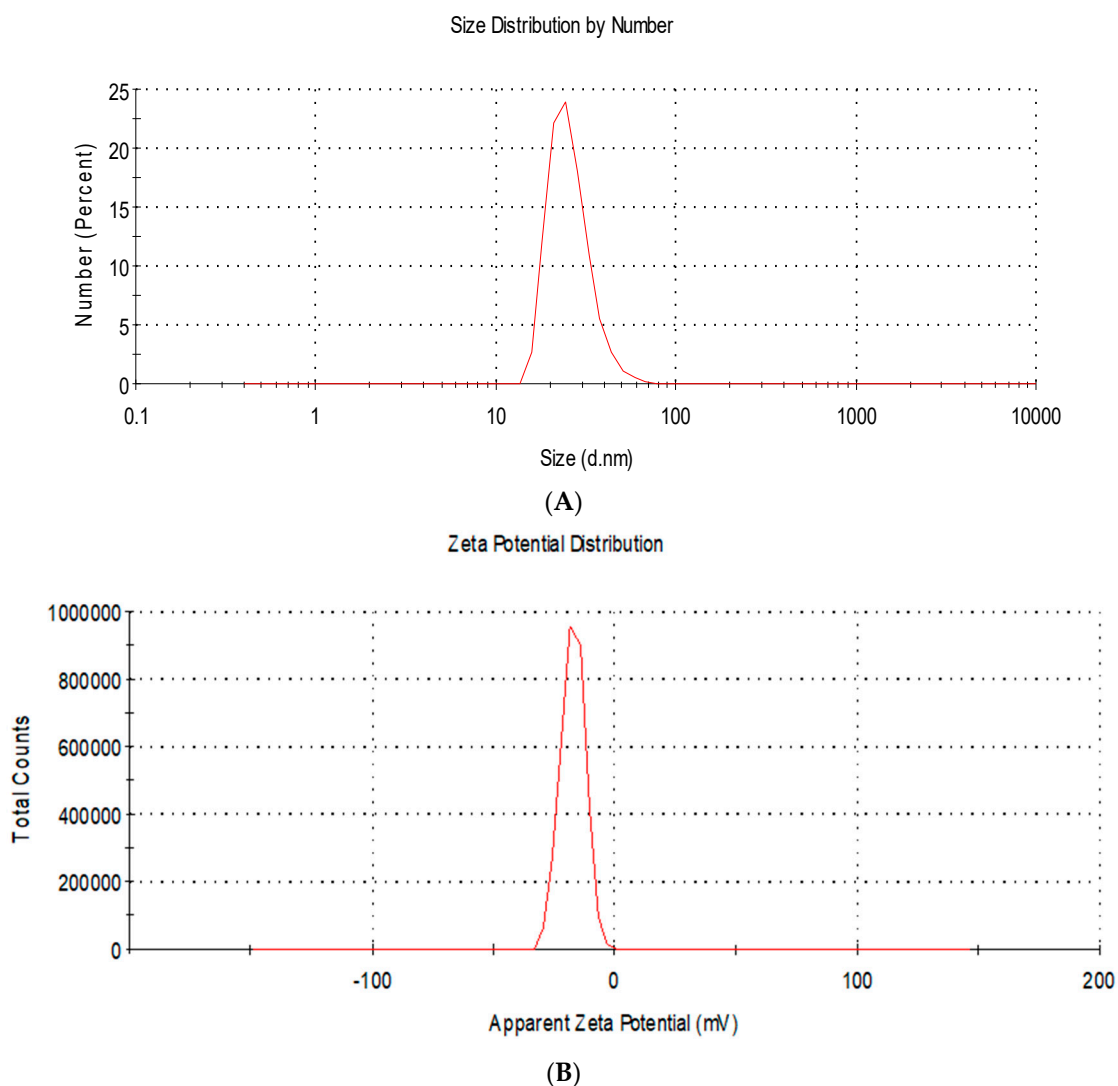 Size Distribution by Number
25
20
15
10
5
0
Number (Percent)
0.1 1 10 100 1000 10000
Size (d.nm)
(A)
Zeta Potential Distribution
1000000
800000
600000
400000
200000
0
Total Counts
-100 0 100 200
Apparent Zeta Potential (mV)
(B)